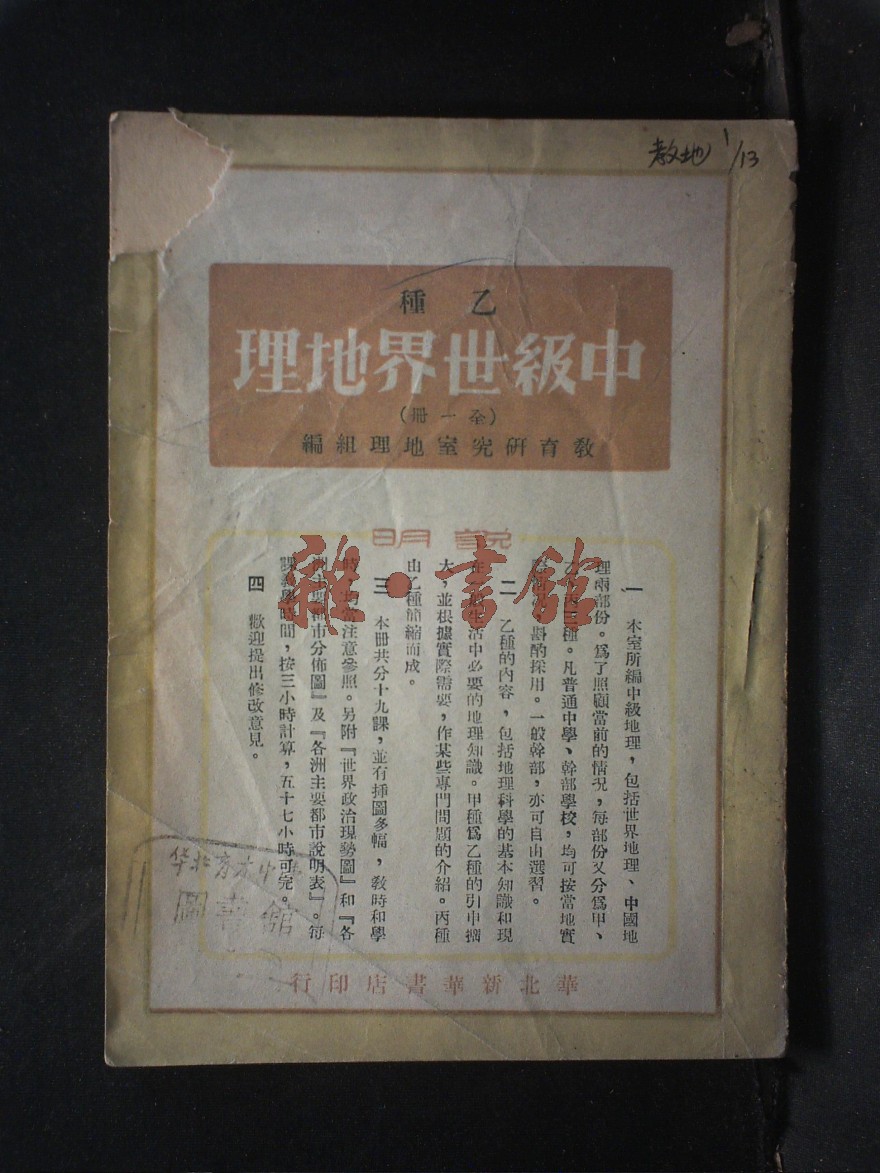 教地 1/13
乙種
中級世界地理
(全一冊)
教育研究室地理組編
說明
一 本室所編中級地理，包括世界地理、中國地
理兩部份。爲了照顧當前的情況，每部份又分爲甲、
乙、丙三種。凡普通中學、幹部學校，均可按當地實
斟酌採用。一般幹部，亦可自由選習。
二 乙種的內容，包括地理科學的基本知識和現
生活中必要的地理知識。甲種爲乙種的引申擴
大，並根據實際需要，作某些專門問題的介紹。丙種
由乙種簡縮而成。
三 本冊共分十九課，並有插圖多幅，教時和學
時，均當注意參照。另附『世界政治現勢圖』和『各
洲主要都市分佈圖』及『各洲主要都市說明表』。每
課教學時間，按三小時計算，五十七小時可完。
四 歡迎提出修改意見。
雜·書館
圖書館
華北新華書店印行